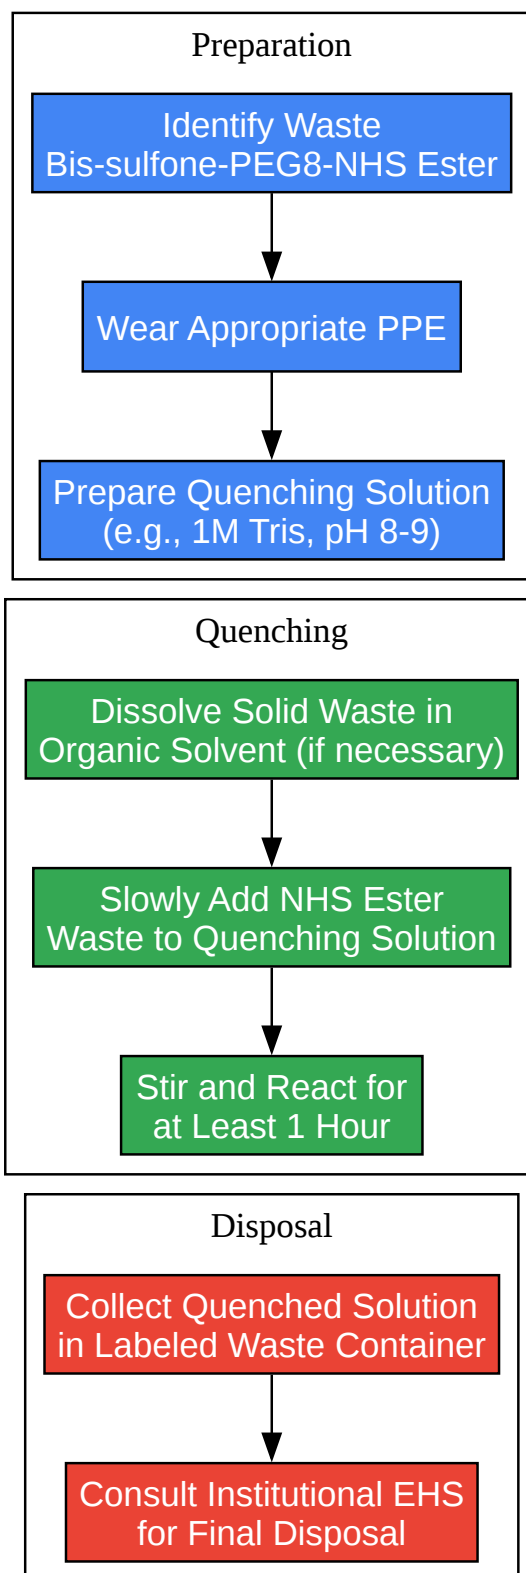 Preparation
Identify Waste
Bis-sulfone-PEG8-NHS Ester
Wear Appropriate PPE
Prepare Quenching Solution
(e.g., 1M Tris, pH 8-9)
Quenching
Dissolve Solid Waste in
Organic Solvent (if necessary)
Slowly Add NHS Ester
Waste to Quenching Solution
Stir and React for
at Least 1 Hour
Disposal
Collect Quenched Solution
in Labeled Waste Container
Consult Institutional EHS
for Final Disposal